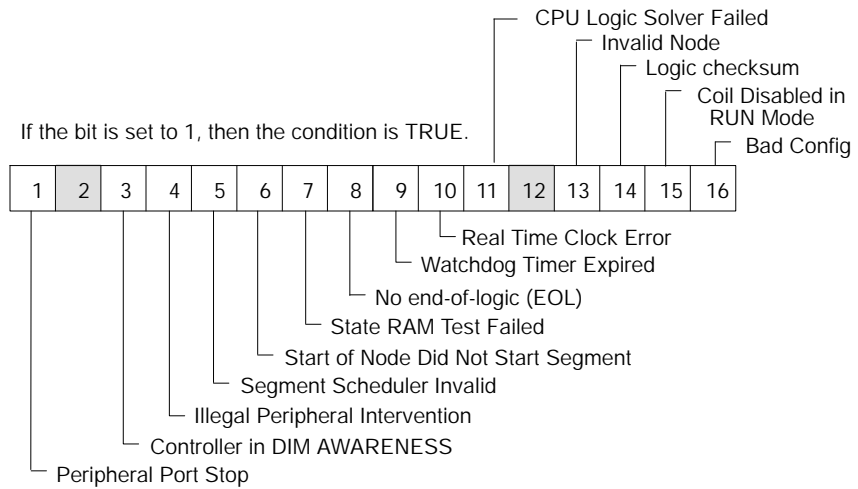 CPU Logic Solver Failed
Invalid Node
Logic checksum
Coil Disabled in
RUN Mode
Bad Config
If the bit is set to 1, then the condition is TRUE.
1 2 3 4 5 6 7 8 9 10 11 12 13 14 15 16
Real Time Clock Error
Watchdog Timer Expired
No end-of-logic (EOL)
State RAM Test Failed
Start of Node Did Not Start Segment
Segment Scheduler Invalid
Illegal Peripheral Intervention
Controller in DIM AWARENESS
Peripheral Port Stop